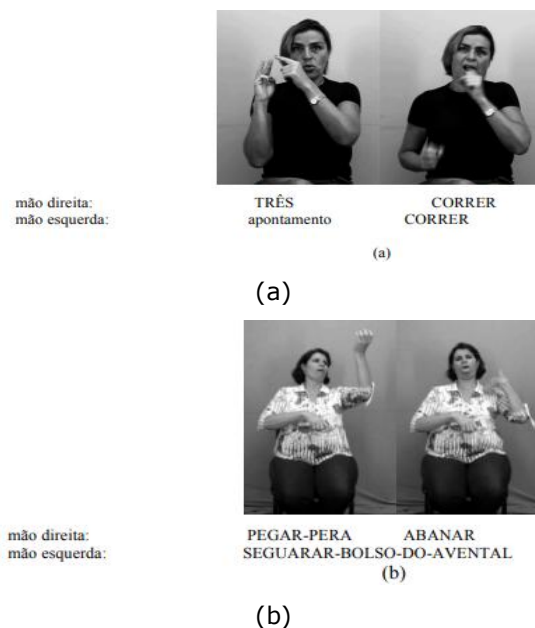 mão direita: TRÊS CORRER
mão esquerda: apontamento CORRER
(a)
(a)
mão direita: PEGAR-PERA ABANAR
mão esquerda: SEGUARAR-BOLSO-DO-AVENTAL
(b)
(b)